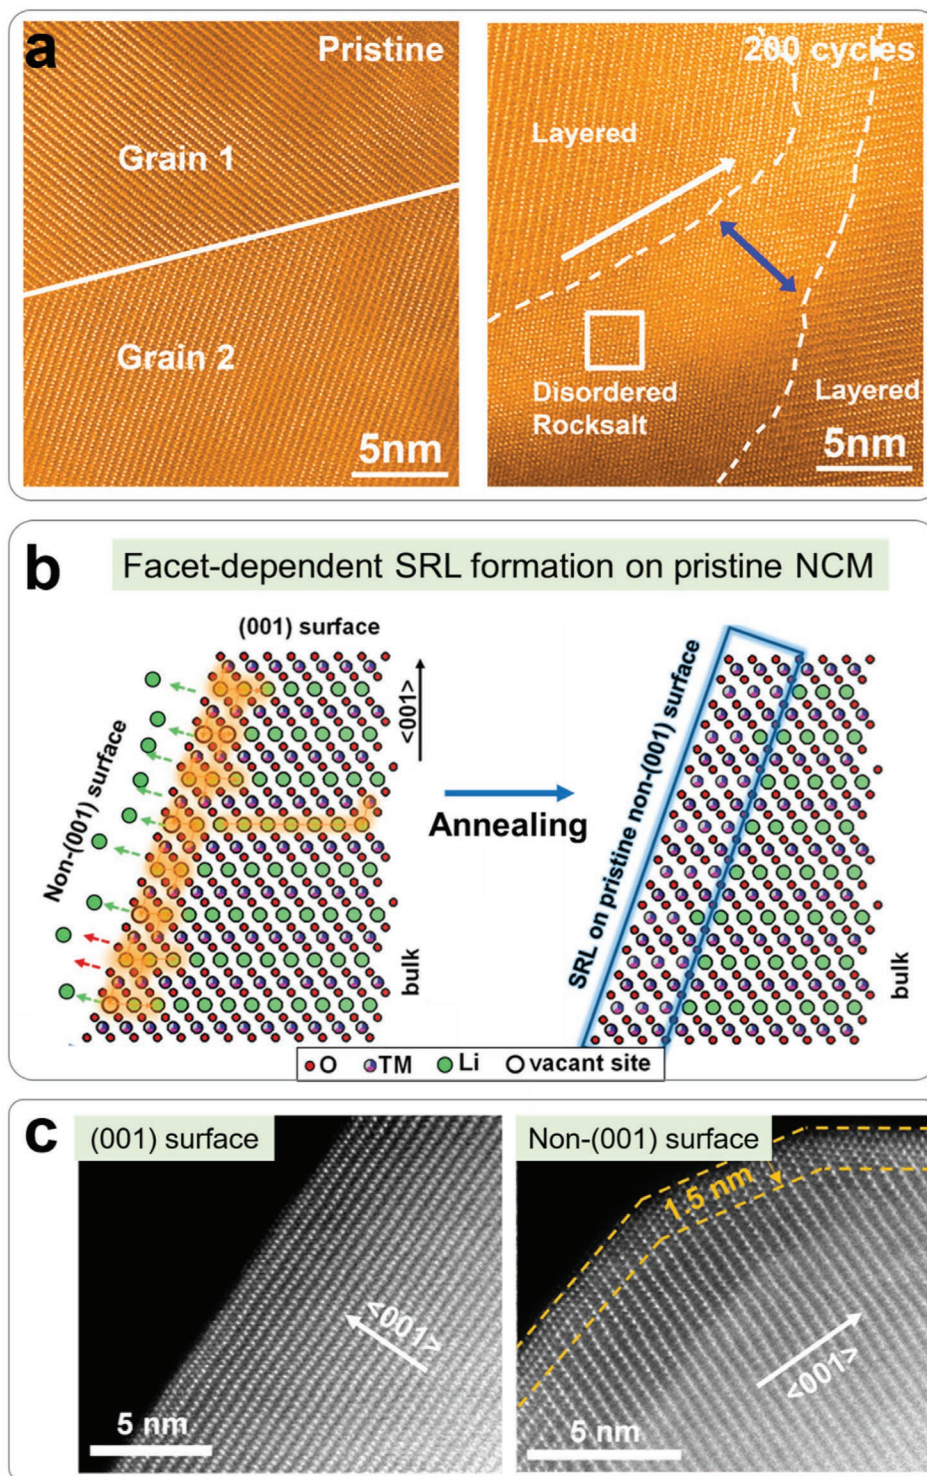 a
Pristine
Grain 1
Grain 2
5nm
200 cycles
Layered
Disordered
Rocksalt
Layered
5nm
b
Facet-dependent SRL formation on pristine NCM
(001) surface
<001>
Non-(001) surface
bulk
Annealing
SRL on pristine non-(001) surface
bulk
O TM Li vacant site
c
(001) surface
<001>
5 nm
Non-(001) surface
1.5 nm
<001>
5 nm